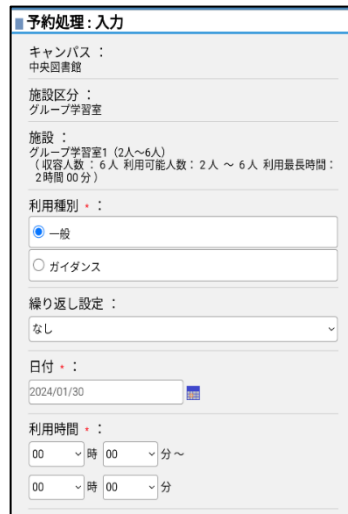 予約処理 : 入力
キャンパス ：
中央図書館
施設区分 ：
グループ学習室
施設 ：
グループ学習室1（2人〜6人）
（ 収容人数 ： 6 人 利用可能人数： 2 人 ～ 6 人 利用最長時間：
2 時間 00 分 ）
利用種別 * ：
一般
ガイダンス
繰り返し設定 ：
なし
日付 * ：
2024/01/30
利用時間 * ：
00 時 00 分 ～
00 時 00 分